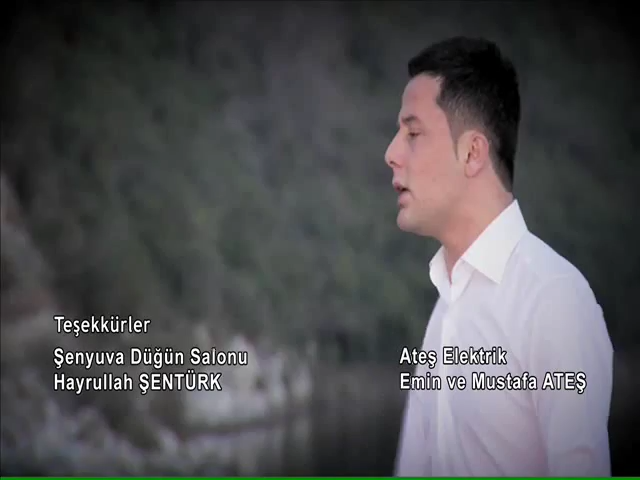 Teşekkürler
Şenyuva Düğün Salonu
Hayrullah ŞENTÜRK
Ateş Elektrik
Emin ve Mustafa ATEŞ